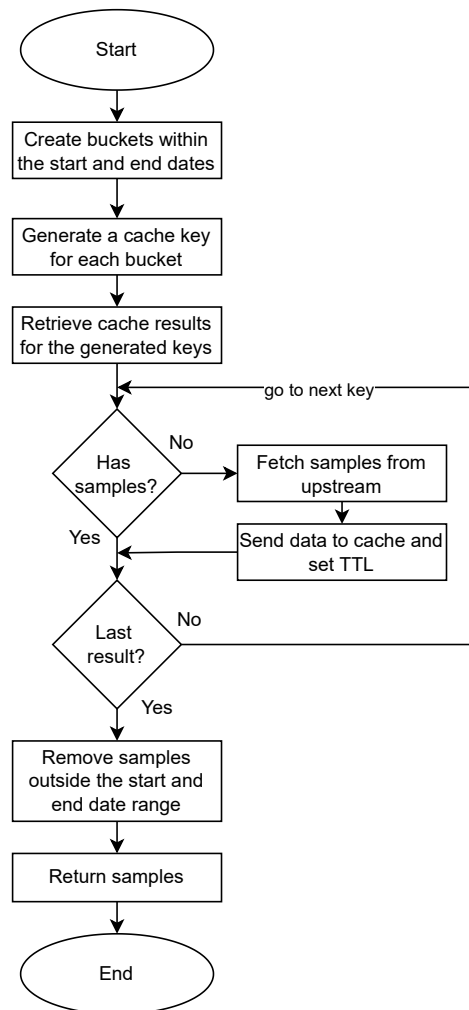 Start
Create buckets within
the start and end dates
Generate a cache key
for each bucket
Retrieve cache results
for the generated keys
go to next key
No
Has
samples?
Fetch samples from
upstream
Yes
Send data to cache and
set TTL
No
Last
result?
Yes
Remove samples
outside the start and
end date range
Return samples
End